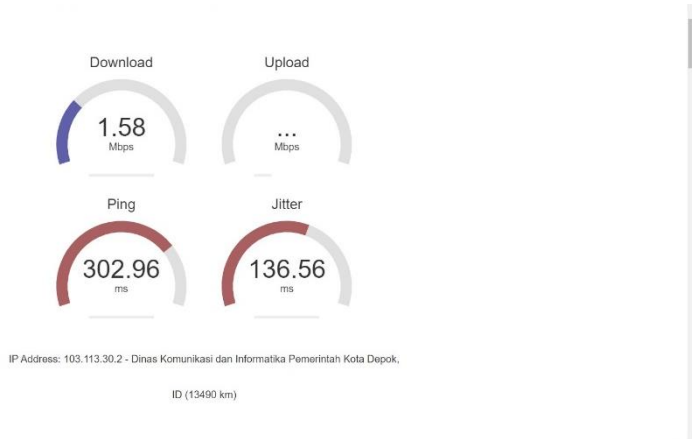 Download
Upload
1.58
Mbps
...
Mbps
Ping
Jitter
302.96
ms
136.56
ms
IP Address: 103.113.30.2 - Dinas Komunikasi dan Informatika Pemerintah Kota Depok,
ID (13490 km)